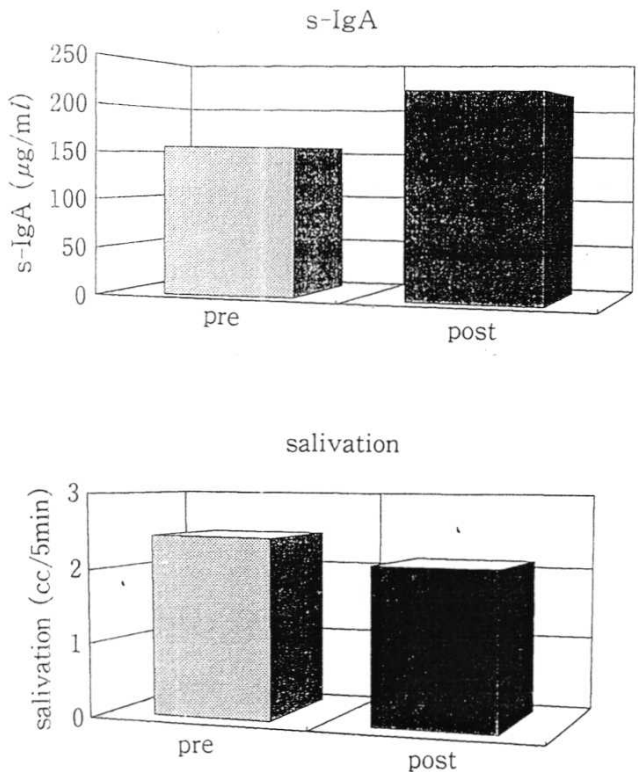 s-IgA
250
200
150
100
50
0
s-IgA (μg/ml)
pre
post
salivation
3
2
1
0
salivation (cc/5min)
pre
post